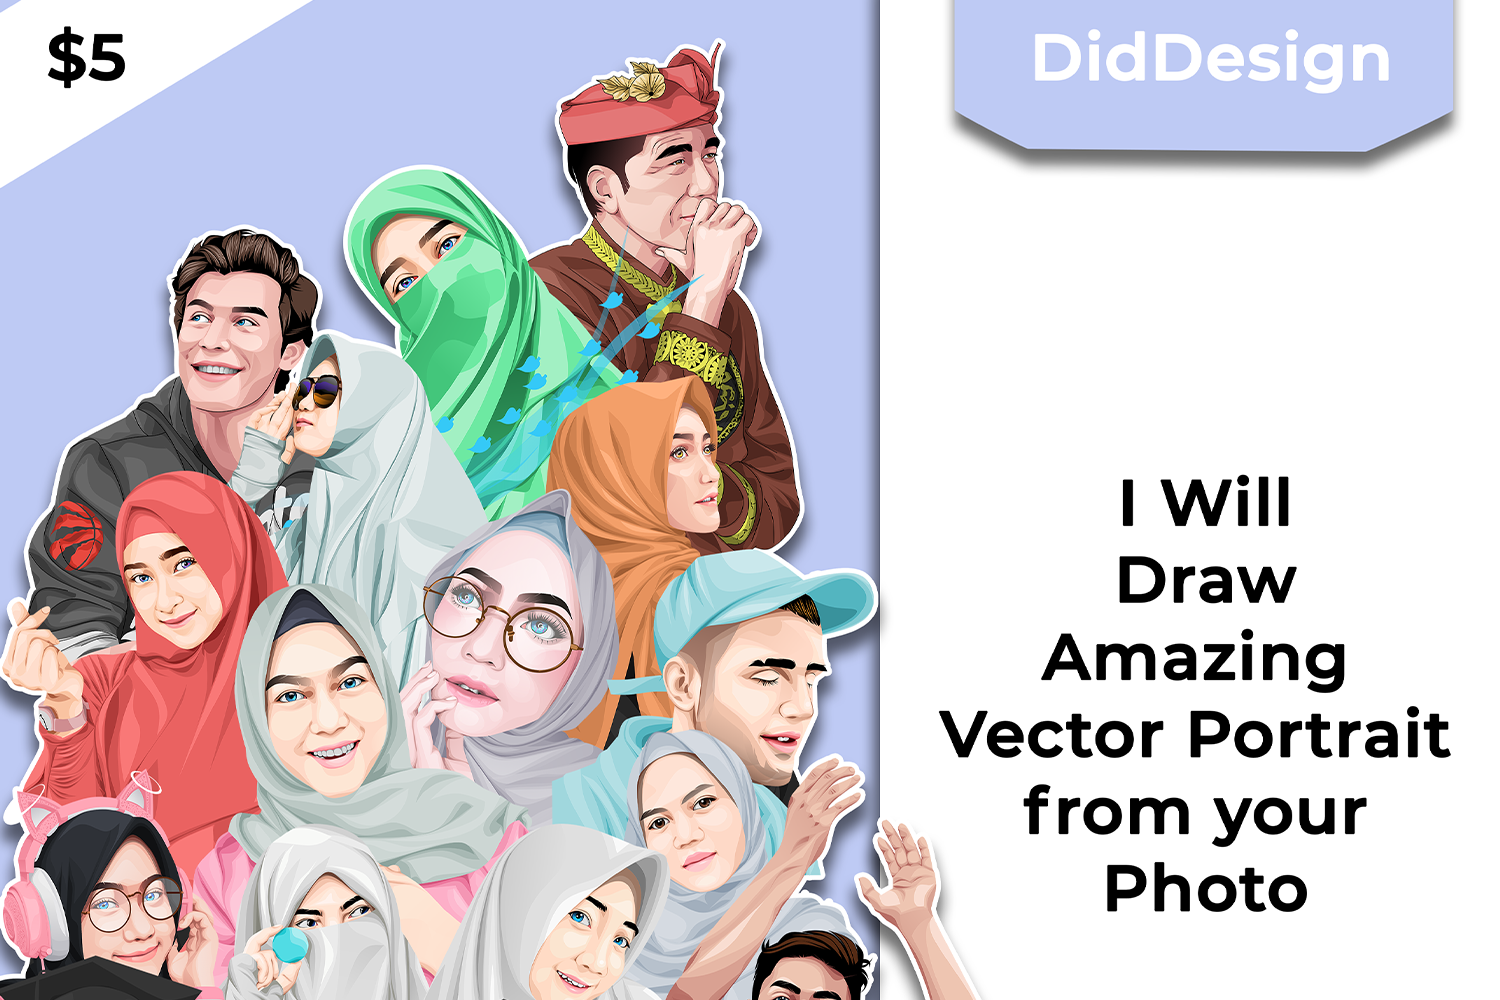 $5
DidDesign
I Will
Draw
Amazing
Vector Portrait
from your
Photo